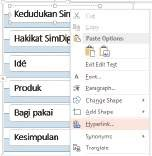 Kedudukan Sim
Cut
Copy
Paste Options
Hakikat SimDig
Exit Edit Text
Idé
Font...
Paragraph...
Produk
Change Shape
Add Shape
Bagi pakai
Hyperlink...
Kesimpulan
Synonyms
Translate